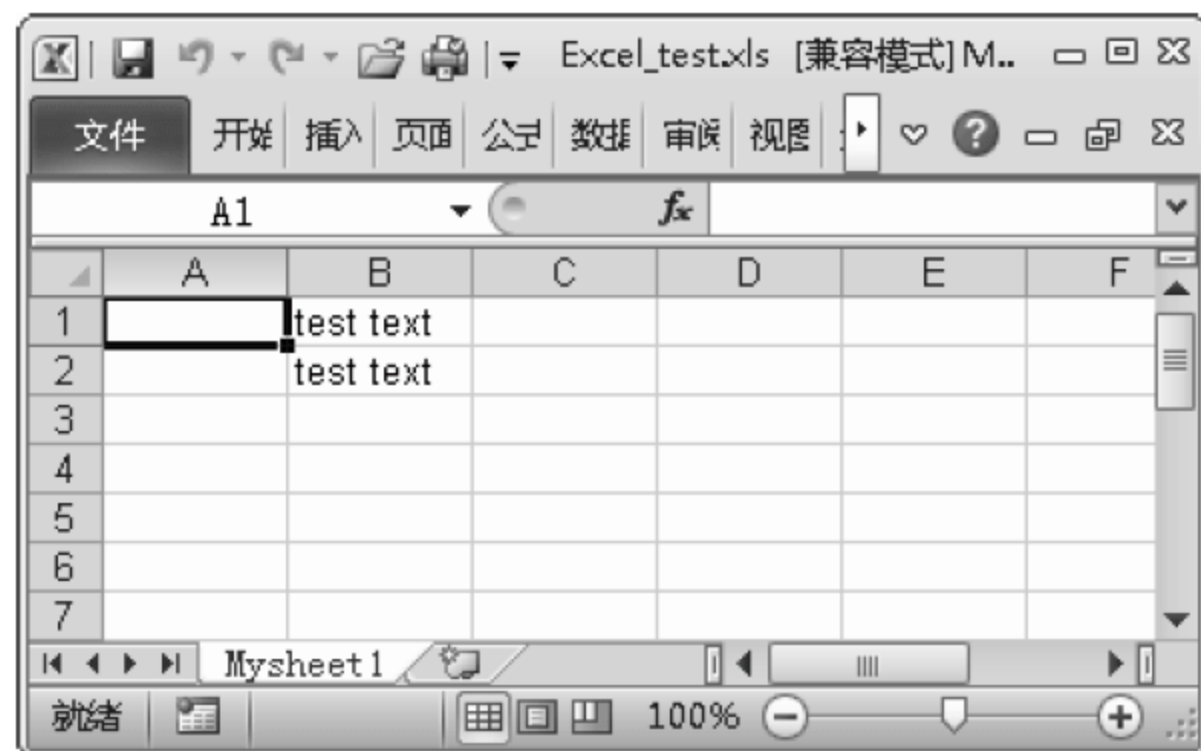 Excel_test.xls [兼容模式] M..
文件 开始 插入 页面 公式 数据 审阅 视图
A1 fx
A B C D E F
1 test text
2 test text
3
4
5
6
7
Mysheet1
就绪 100%